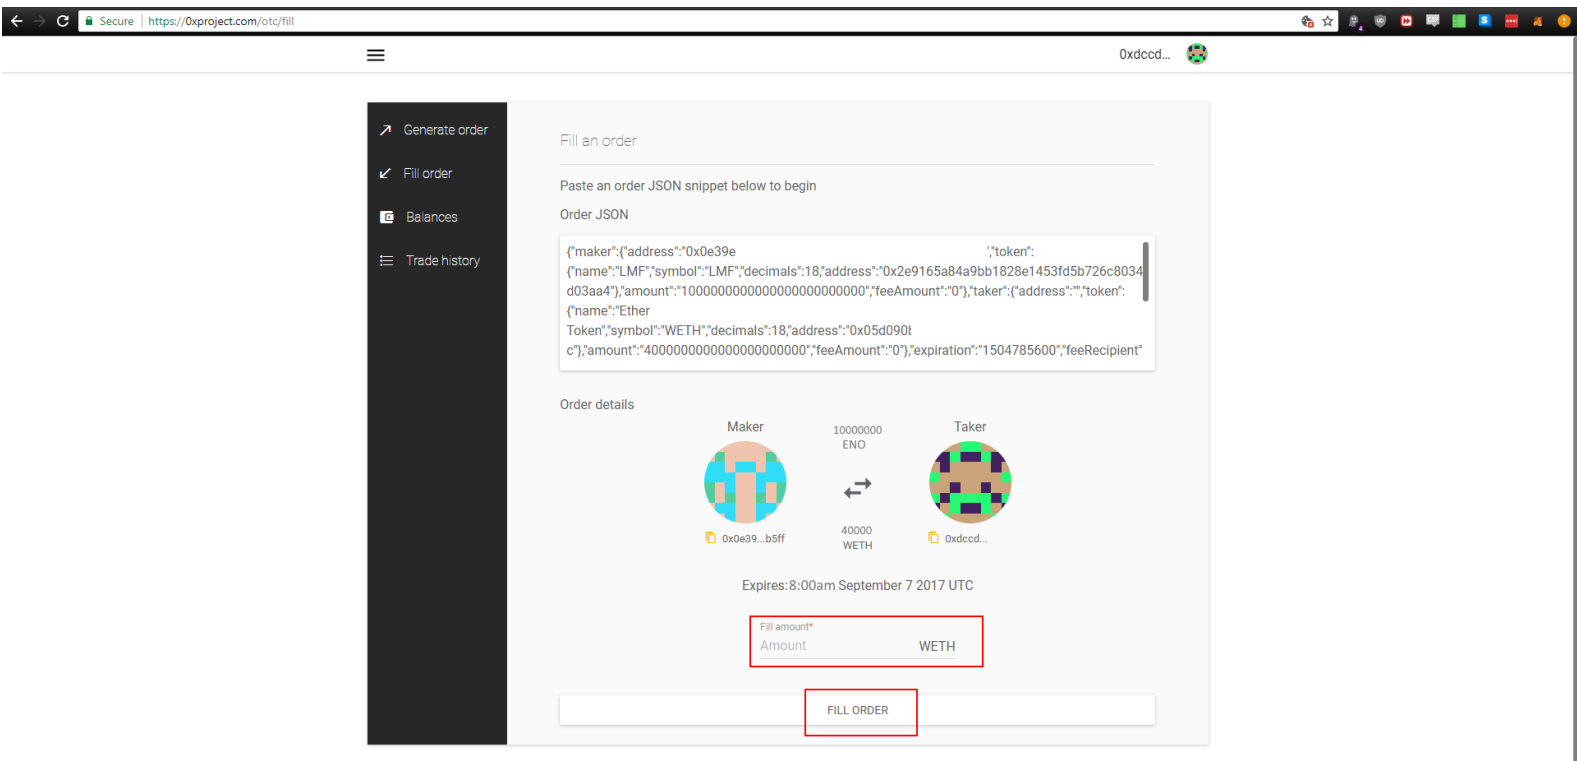 Secure | https://0xproject.com/otc/fill
0xdccd...
Generate order
Fill order
Balances
Trade history
Fill an order
Paste an order JSON snippet below to begin
Order JSON
{"maker":{"address":"0x0e39e ',"token":
{"name":"LMF","symbol":"LMF","decimals":18,"address":"0x2e9165a84a9bb1828e1453fd5b726c8034
d03aa4"},"amount":"10000000000000000000000000","feeAmount":"0"},"taker":{"address":"","token":
{"name":"Ether
Token","symbol":"WETH","decimals":18,"address":"0x05d090b
c"},"amount":"40000000000000000000000","feeAmount":"0"},"expiration":"1504785600","feeRecipient"
Order details
Maker
10000000
ENO
Taker
40000
WETH
0x0e39...b5ff
0xdccd...
Expires:8:00am September 7 2017 UTC
Fill amount*
Amount WETH
FILL ORDER